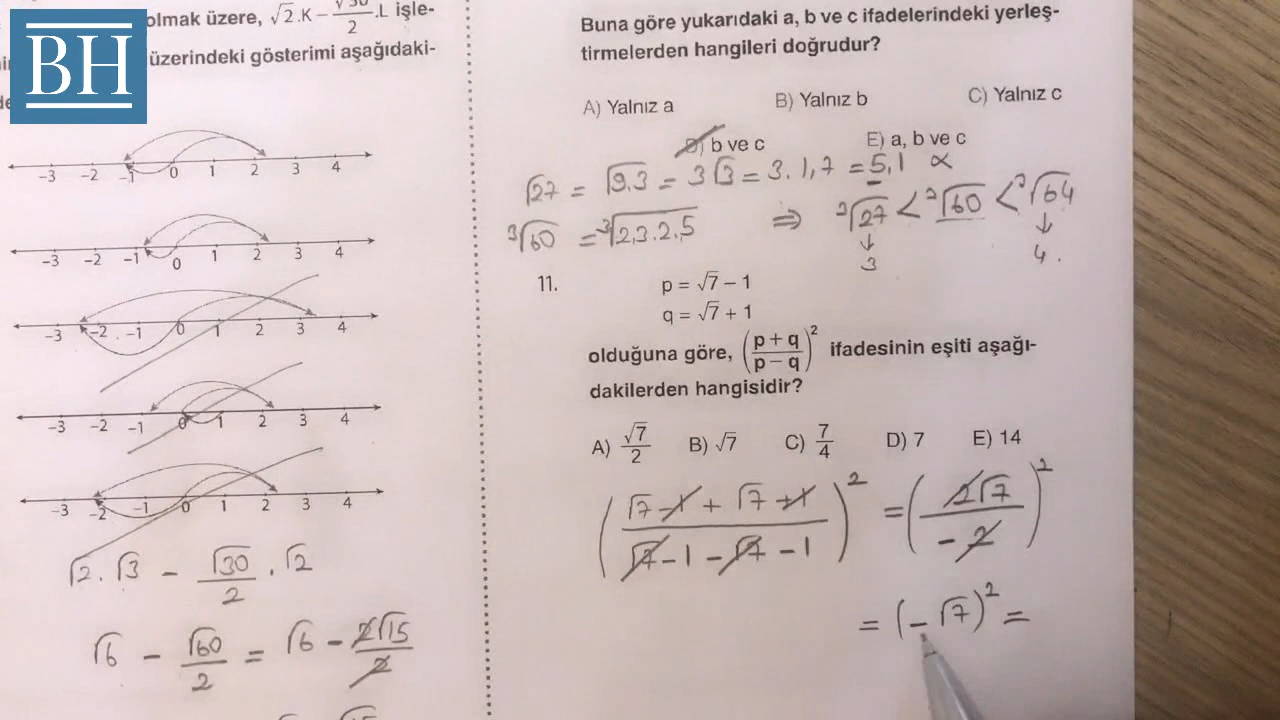 BH
olmak üzere, √2.K – √30/2 .L işle-
üzerindeki gösterimi aşağıdaki-
–3 –2 –1 0 1 2 3 4
–3 –2 –1 0 1 2 3 4
–3 –2 –1 0 1 2 3 4
–3 –2 –1 0 1 2 3 4
–3 –2 –1 0 1 2 3 4
√2 . √3 – √30/2 . √2
√6 – √60/2 = √6 – 2√15/2
Buna göre yukarıdaki a, b ve c ifadelerindeki yerleş-
tirmelerden hangileri doğrudur?
A) Yalnız a B) Yalnız b C) Yalnız c
D) b ve c E) a, b ve c
√27 = √9.3 = 3√3 = 3. 1,7 = 5,1 ∝
³√60 = ³√2.3.2.5 ⇒ ³√27 < ³√60 < ³√64
↓ ↓
3 4.
11. p = √7 – 1
q = √7 + 1
olduğuna göre, ((p + q)/(p – q))² ifadesinin eşiti aşağı-
dakilerden hangisidir?
A) √7/2 B) √7 C) 7/4 D) 7 E) 14
((√7 – 1 + √7 + 1)/(√7 – 1 – √7 – 1))² = (2√7/–2)²
= (–√7)² =